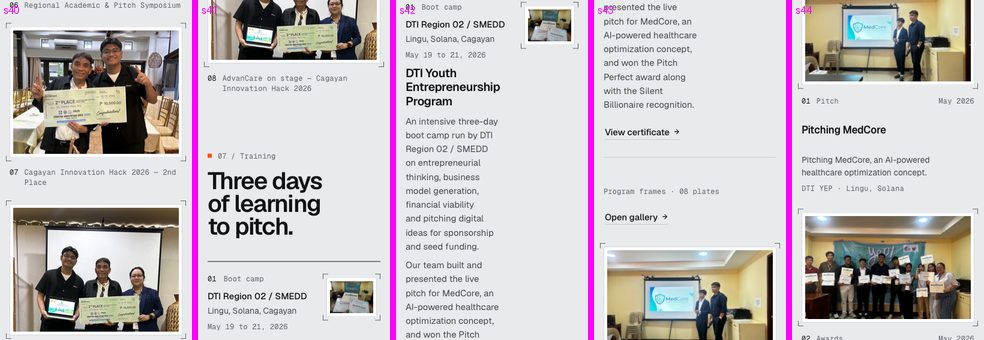 s40
06 Regional Academic & Pitch Symposium
07 Cagayan Innovation Hack 2026 — 2nd
Place
s41
08 AdvanCare on stage — Cagayan
Innovation Hack 2026
07 / Training
Three days
of learning
to pitch.
01 Boot camp
DTI Region 02 / SMEDD
Lingu, Solana, Cagayan
May 19 to 21, 2026
s42
01 Boot camp
DTI Region 02 / SMEDD
Lingu, Solana, Cagayan
May 19 to 21, 2026
DTI Youth
Entrepreneurship
Program
An intensive three-day
boot camp run by DTI
Region 02 / SMEDD
on entrepreneurial
thinking, business
model generation,
financial viability
and pitching digital
ideas for sponsorship
and seed funding.
Our team built and
presented the live
pitch for MedCore, an
AI-powered healthcare
optimization concept,
and won the Pitch
s43
presented the live
pitch for MedCore, an
AI-powered healthcare
optimization concept,
and won the Pitch
Perfect award along
with the Silent
Billionaire recognition.
View certificate →
Program frames · 08 plates
Open gallery →
MedCore
s44
MedCore
01 Pitch May 2026
Pitching MedCore
Pitching MedCore, an AI-powered
healthcare optimization concept.
DTI YEP · Lingu, Solana
02 Awards May 2026